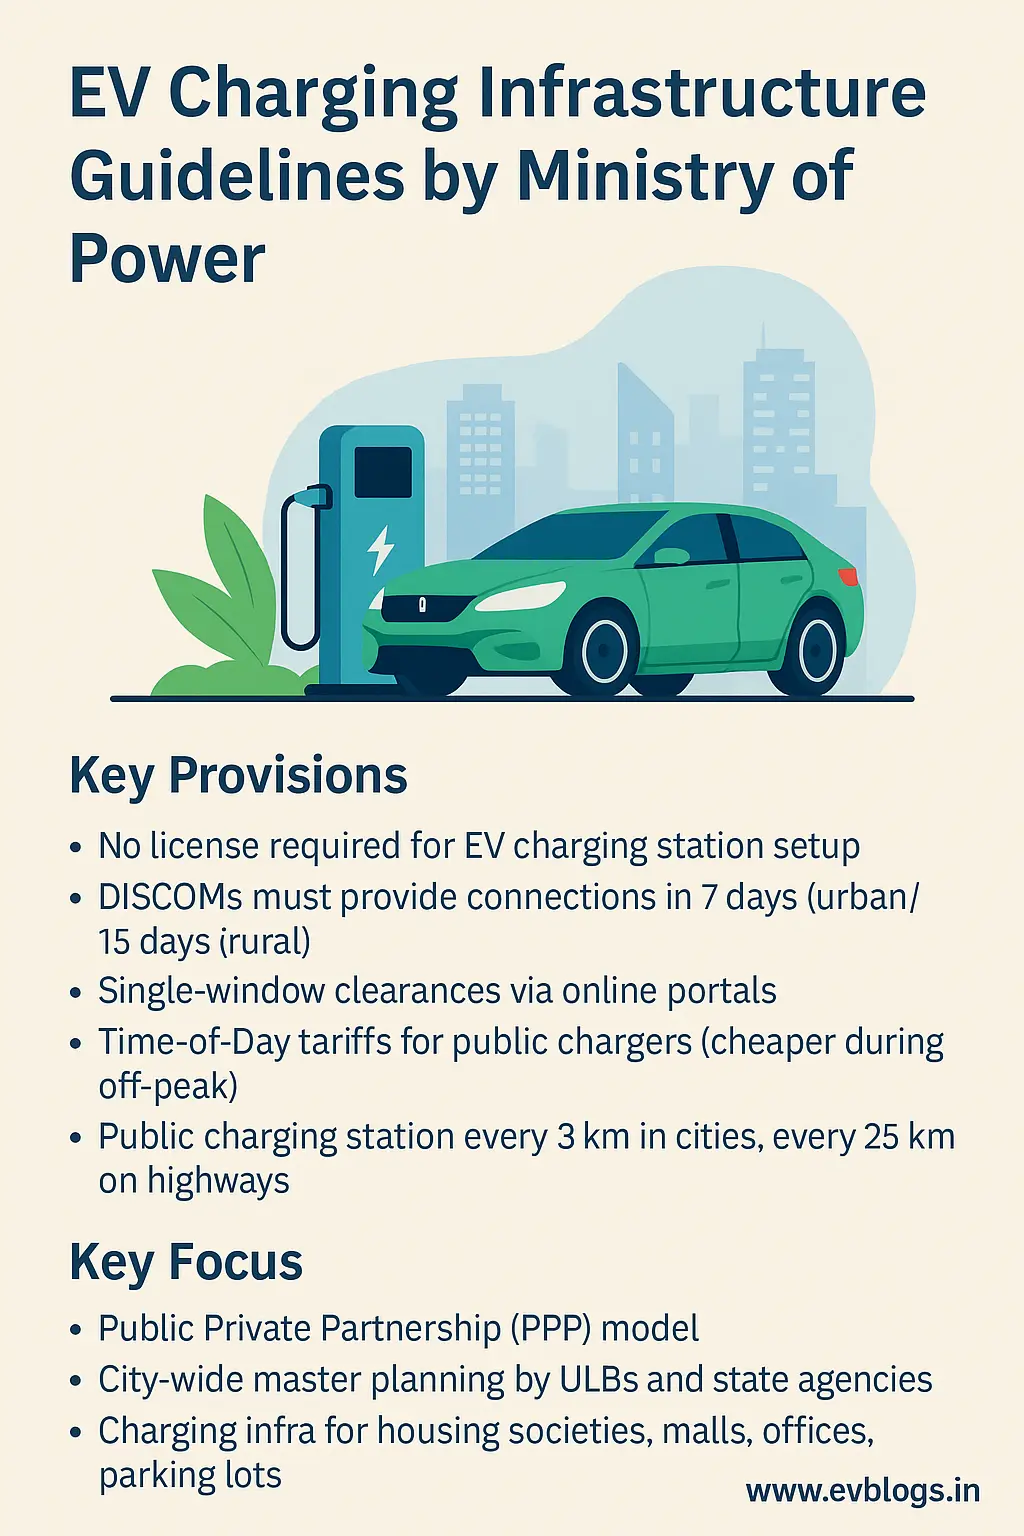 EV Charging Infrastructure
Guidelines by Ministry of
Power
Key Provisions
• No license required for EV charging station setup
• DISCOMs must provide connections in 7 days (urban/
15 days (rural)
• Single-window clearances via online portals
• Time-of-Day tariffs for public chargers (cheaper during
off-peak)
• Public charging station every 3 km in cities, every 25 km
on highways
Key Focus
• Public Private Partnership (PPP) model
• City-wide master planning by ULBs and state agencies
• Charging infra for housing societies, malls, offices,
parking lots
www.evblogs.in